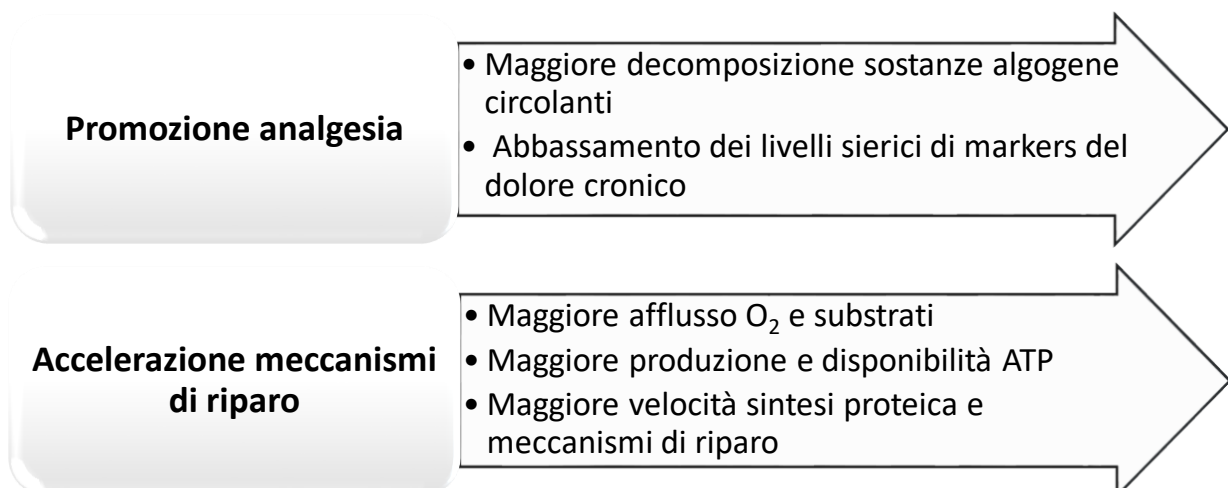 Promozione analgesia
• Maggiore decomposizione sostanze algogene
circolanti
• Abbassamento dei livelli sierici di markers del
dolore cronico
Accelerazione meccanismi
di riparo
• Maggiore afflusso O₂ e substrati
• Maggiore produzione e disponibilità ATP
• Maggiore velocità sintesi proteica e
meccanismi di riparo